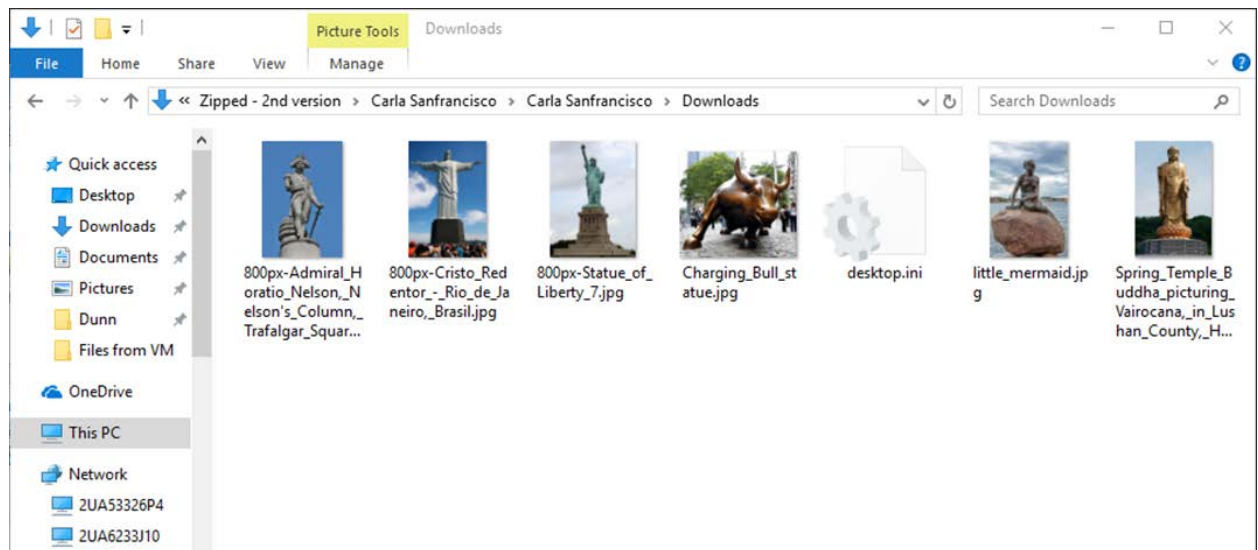 Picture Tools Downloads
File Home Share View Manage
« Zipped - 2nd version > Carla Sanfrancisco > Carla Sanfrancisco > Downloads Search Downloads
Quick access
Desktop
Downloads
Documents
Pictures
Dunn
Files from VM
OneDrive
This PC
Network
2UA53326P4
2UA6233J10
800px-Admiral_H
oratio_Nelson,_N
elson's_Column,_
Trafalgar_Squar...
800px-Cristo_Red
entor_-_Rio_de_Ja
neiro,_Brasil.jpg
800px-Statue_of_
Liberty_7.jpg
Charging_Bull_st
atue.jpg
desktop.ini
little_mermaid.jp
g
Spring_Temple_B
uddha_picturing_
Vairocana,_in_Lus
han_County,_H...